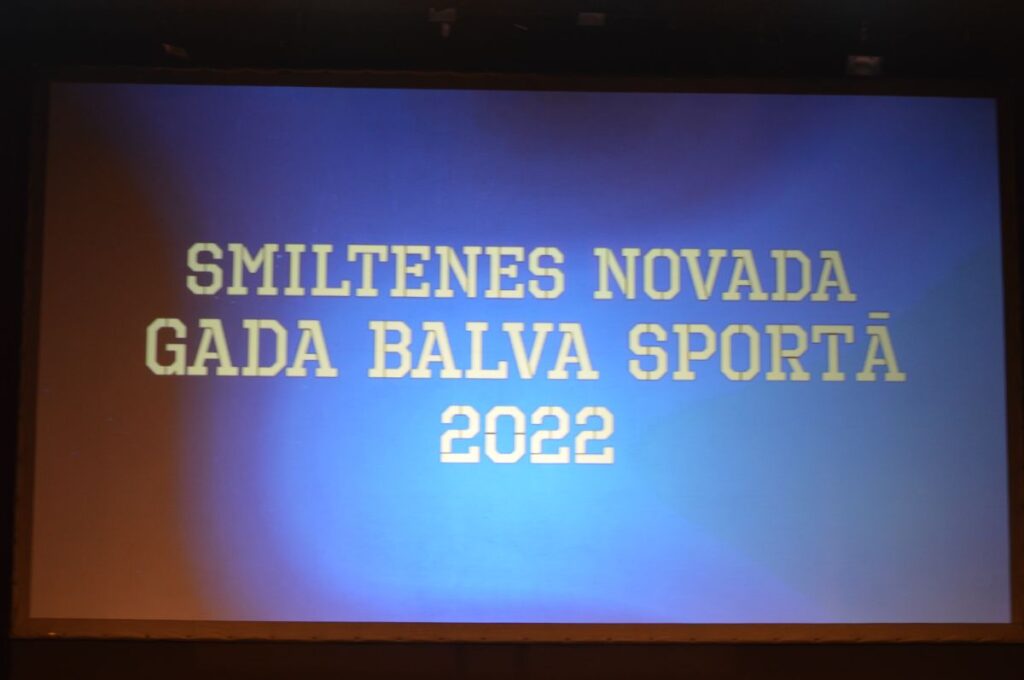 SMILTENES NOVADA
GADA BALVA SPORTĀ
2022